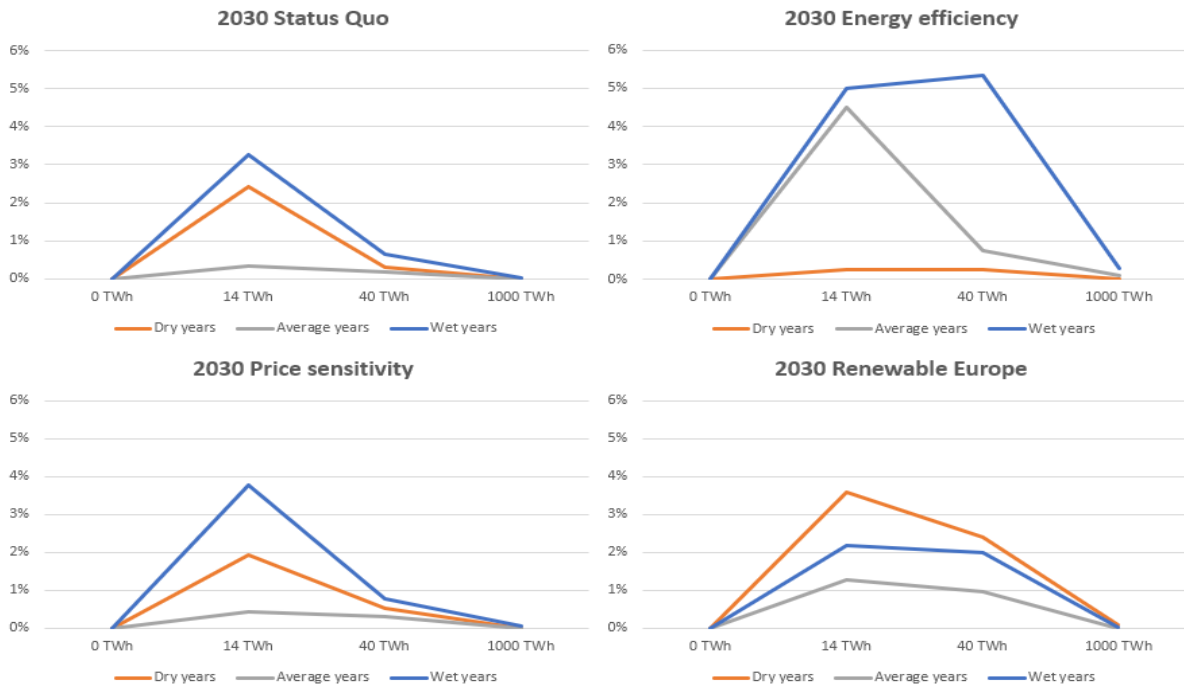 2030 Status Quo
6%
5%
4%
3%
2%
1%
0%
0 TWh 14 TWh 40 TWh 1000 TWh
Dry years Average years Wet years
2030 Energy efficiency
6%
5%
4%
3%
2%
1%
0%
0 TWh 14 TWh 40 TWh 1000 TWh
Dry years Average years Wet years
2030 Price sensitivity
6%
5%
4%
3%
2%
1%
0%
0 TWh 14 TWh 40 TWh 1000 TWh
Dry years Average years Wet years
2030 Renewable Europe
6%
5%
4%
3%
2%
1%
0%
0 TWh 14 TWh 40 TWh 1000 TWh
Dry years Average years Wet years